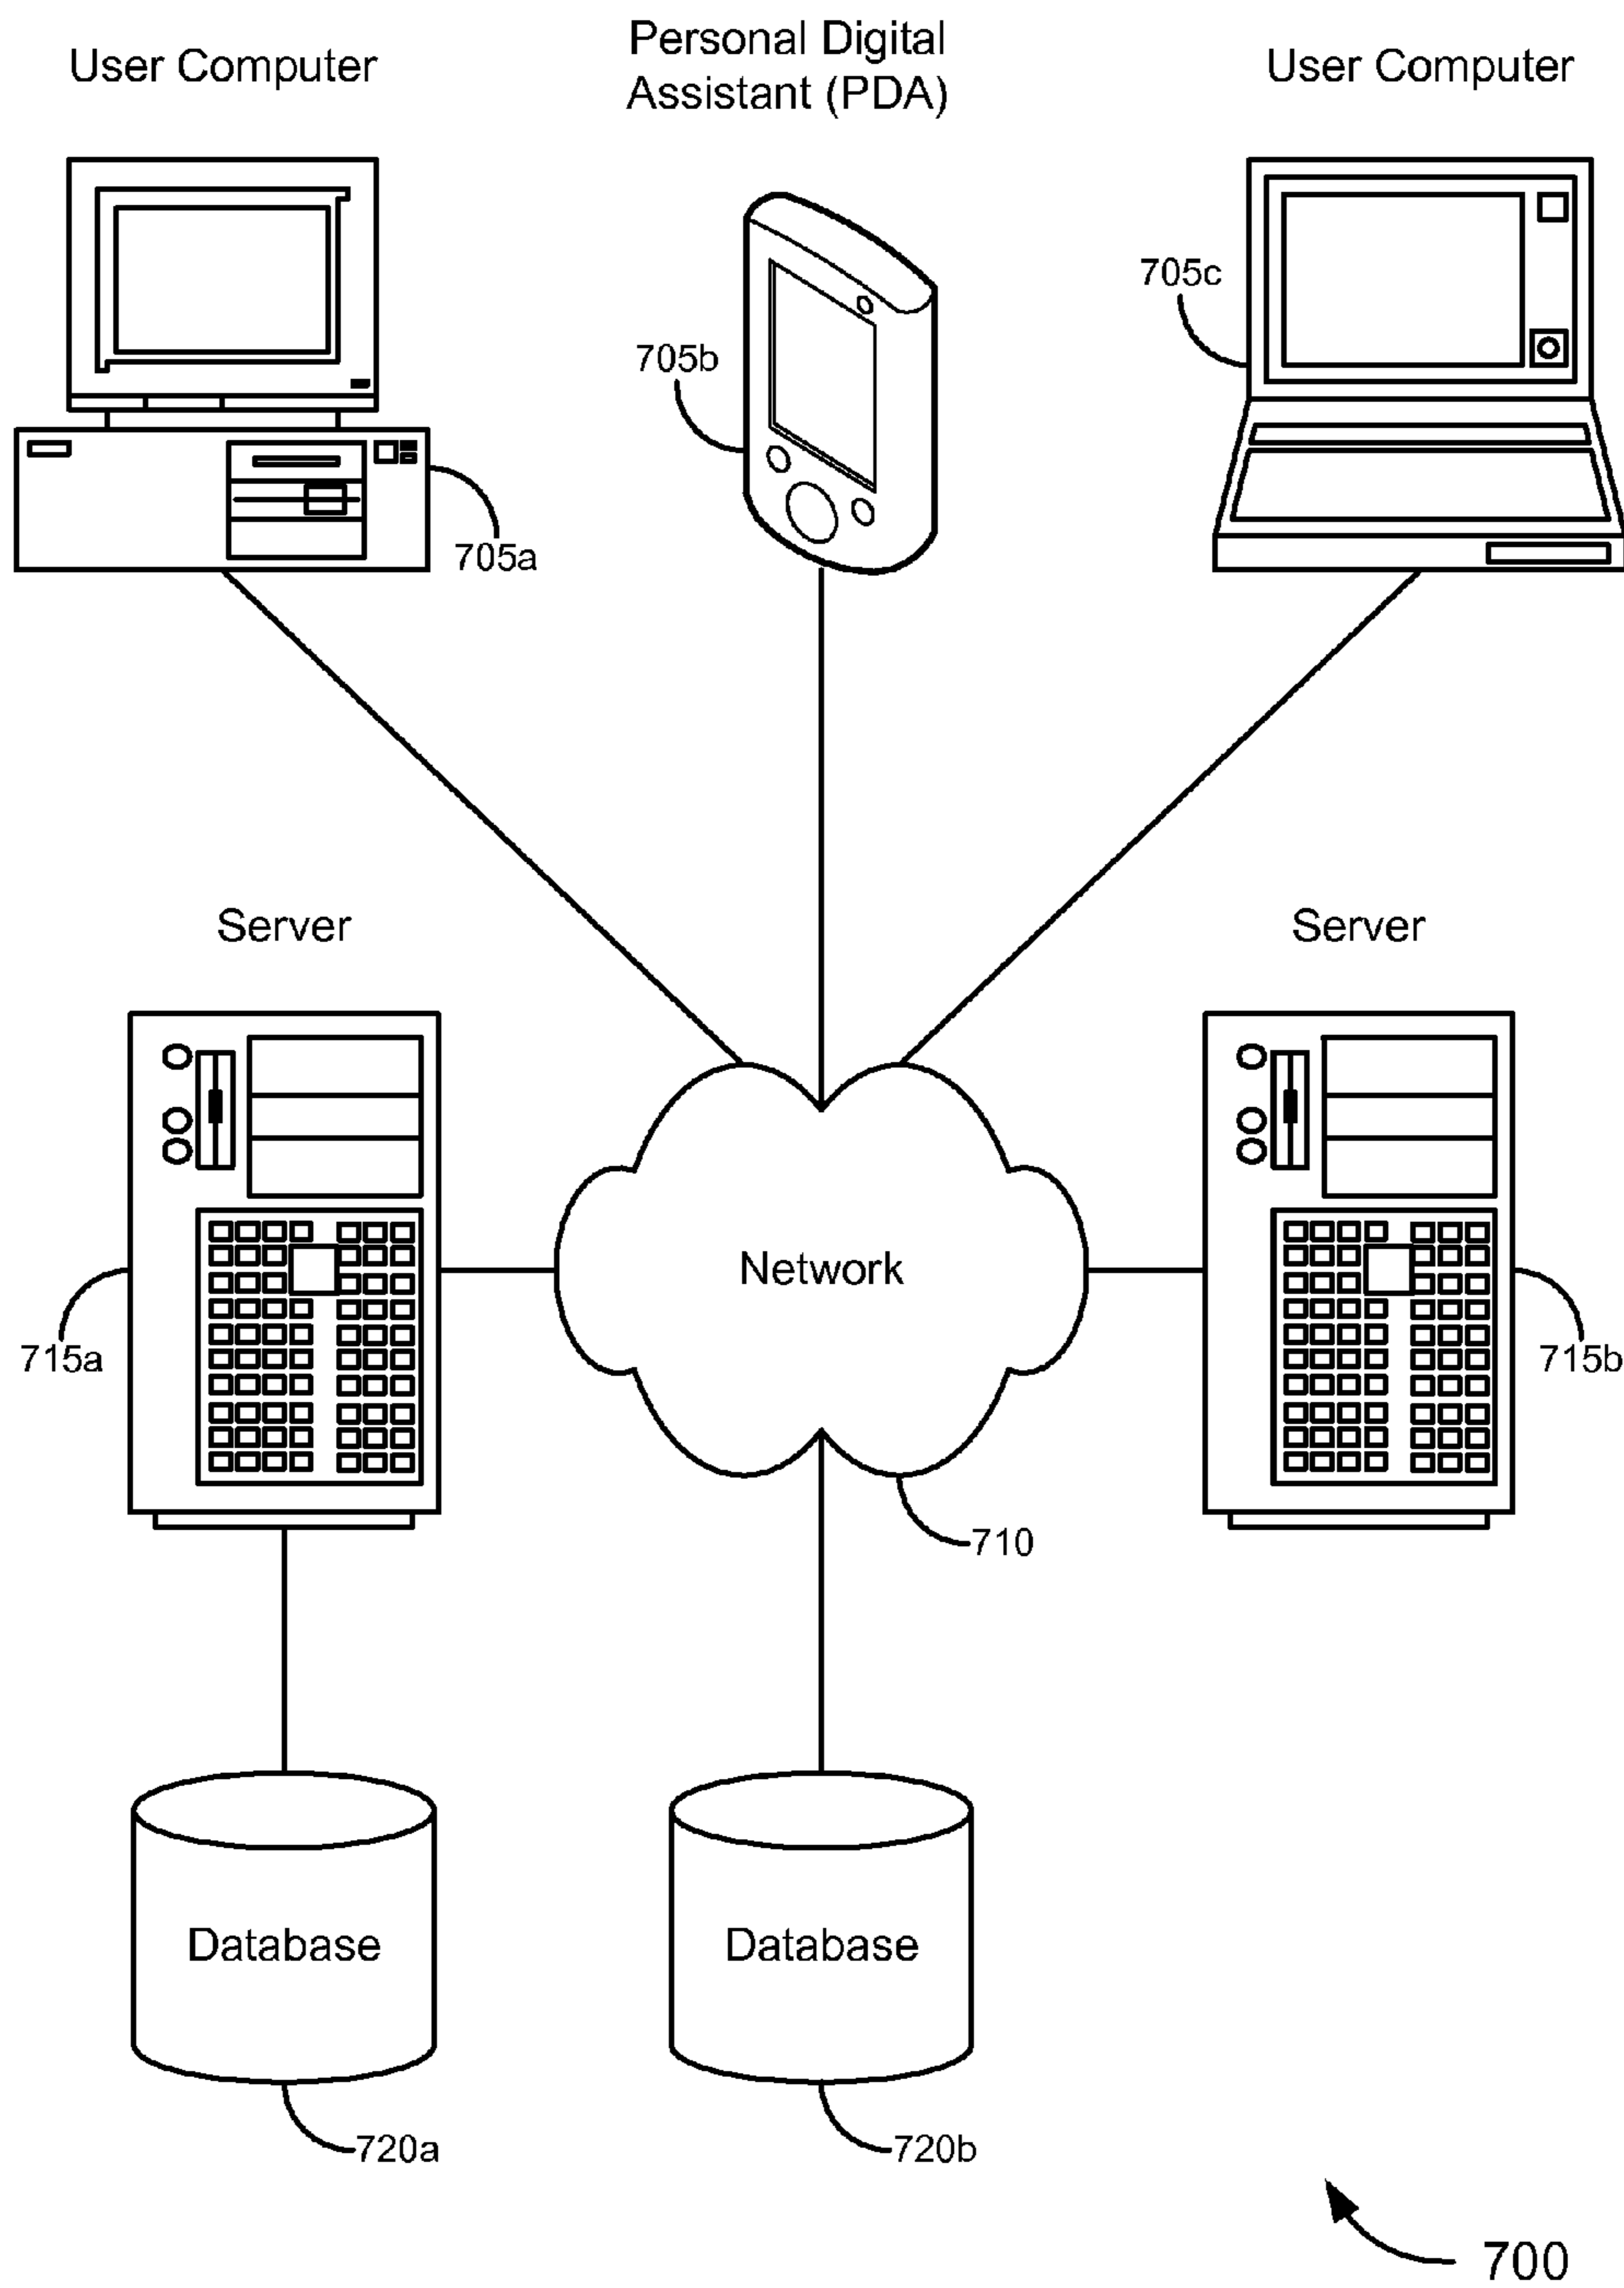 User Computer
Personal Digital
Assistant (PDA)
User Computer
705c
705b
705a
Server
Server
Network
715a
715b
710
Database
Database
720a
720b
700